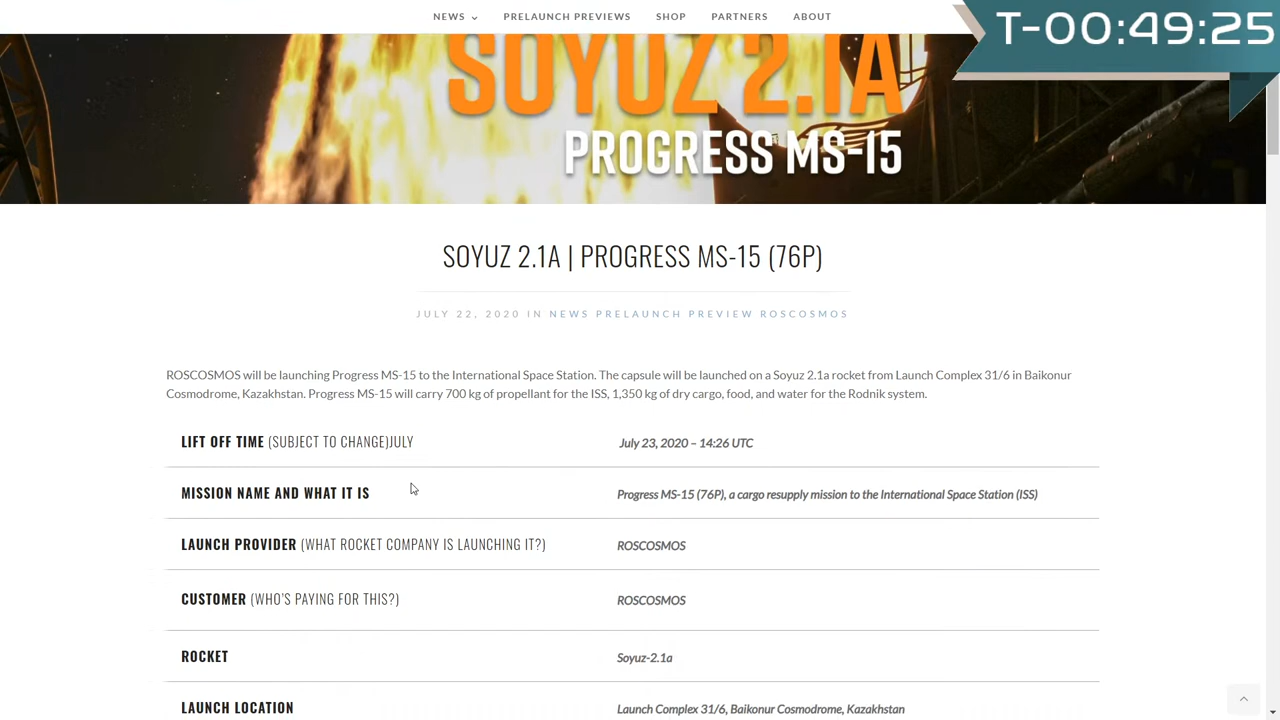 NEWS PRELAUNCH PREVIEWS SHOP PARTNERS ABOUT
T-00:49:25
SOYUZ 2.1A
PROGRESS MS-15
SOYUZ 2.1A | PROGRESS MS-15 (76P)
JULY 22, 2020 IN NEWS PRELAUNCH PREVIEW ROSCOSMOS
ROSCOSMOS will be launching Progress MS-15 to the International Space Station. The capsule will be launched on a Soyuz 2.1a rocket from Launch Complex 31/6 in Baikonur
Cosmodrome, Kazakhstan. Progress MS-15 will carry 700 kg of propellant for the ISS, 1,350 kg of dry cargo, food, and water for the Rodnik system.
LIFT OFF TIME (SUBJECT TO CHANGE)JULY July 23, 2020 – 14:26 UTC
MISSION NAME AND WHAT IT IS Progress MS-15 (76P), a cargo resupply mission to the International Space Station (ISS)
LAUNCH PROVIDER (WHAT ROCKET COMPANY IS LAUNCHING IT?) ROSCOSMOS
CUSTOMER (WHO'S PAYING FOR THIS?) ROSCOSMOS
ROCKET Soyuz-2.1a
LAUNCH LOCATION Launch Complex 31/6, Baikonur Cosmodrome, Kazakhstan